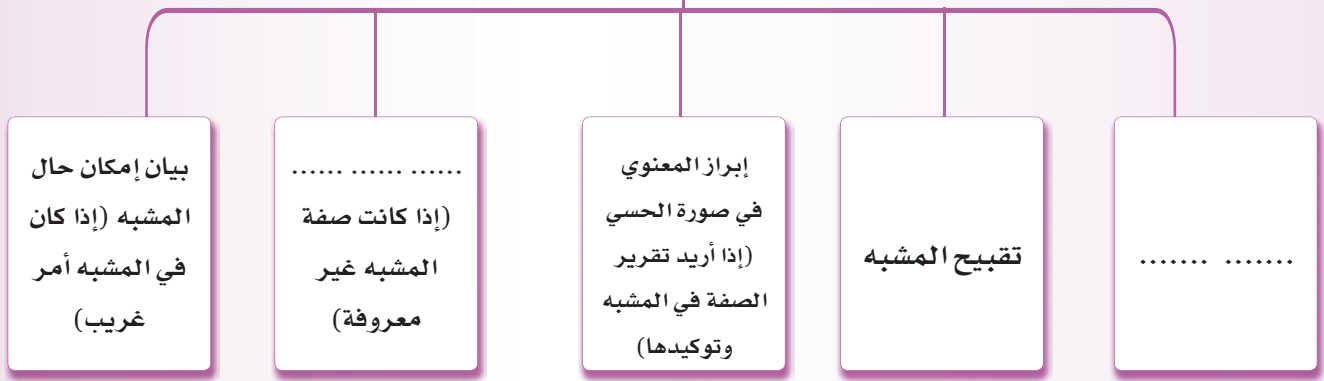 ....... .......
تقبيح المشبه
إبراز المعنوي
في صورة الحسي
(إذا أريد تقرير
الصفة في المشبه
وتوكيدها)
...... ...... ......
(إذا كانت صفة
المشبه غير
معروفة)
بيان إمكان حال
المشبه (إذا كان
في المشبه أمر
غريب)